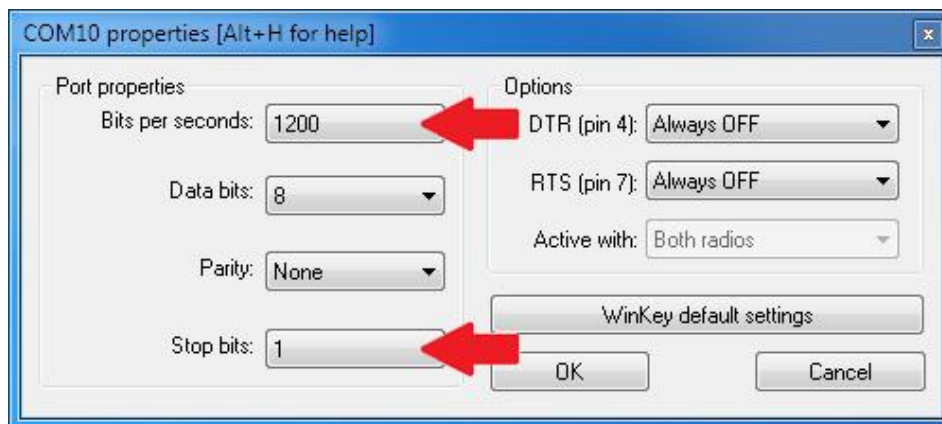 COM10 properties [Alt+H for help]
Port properties
Bits per seconds: 1200
Data bits: 8
Parity: None
Stop bits: 1
Options
DTR (pin 4): Always OFF
RTS (pin 7): Always OFF
Active with: Both radios
WinKey default settings
OK Cancel